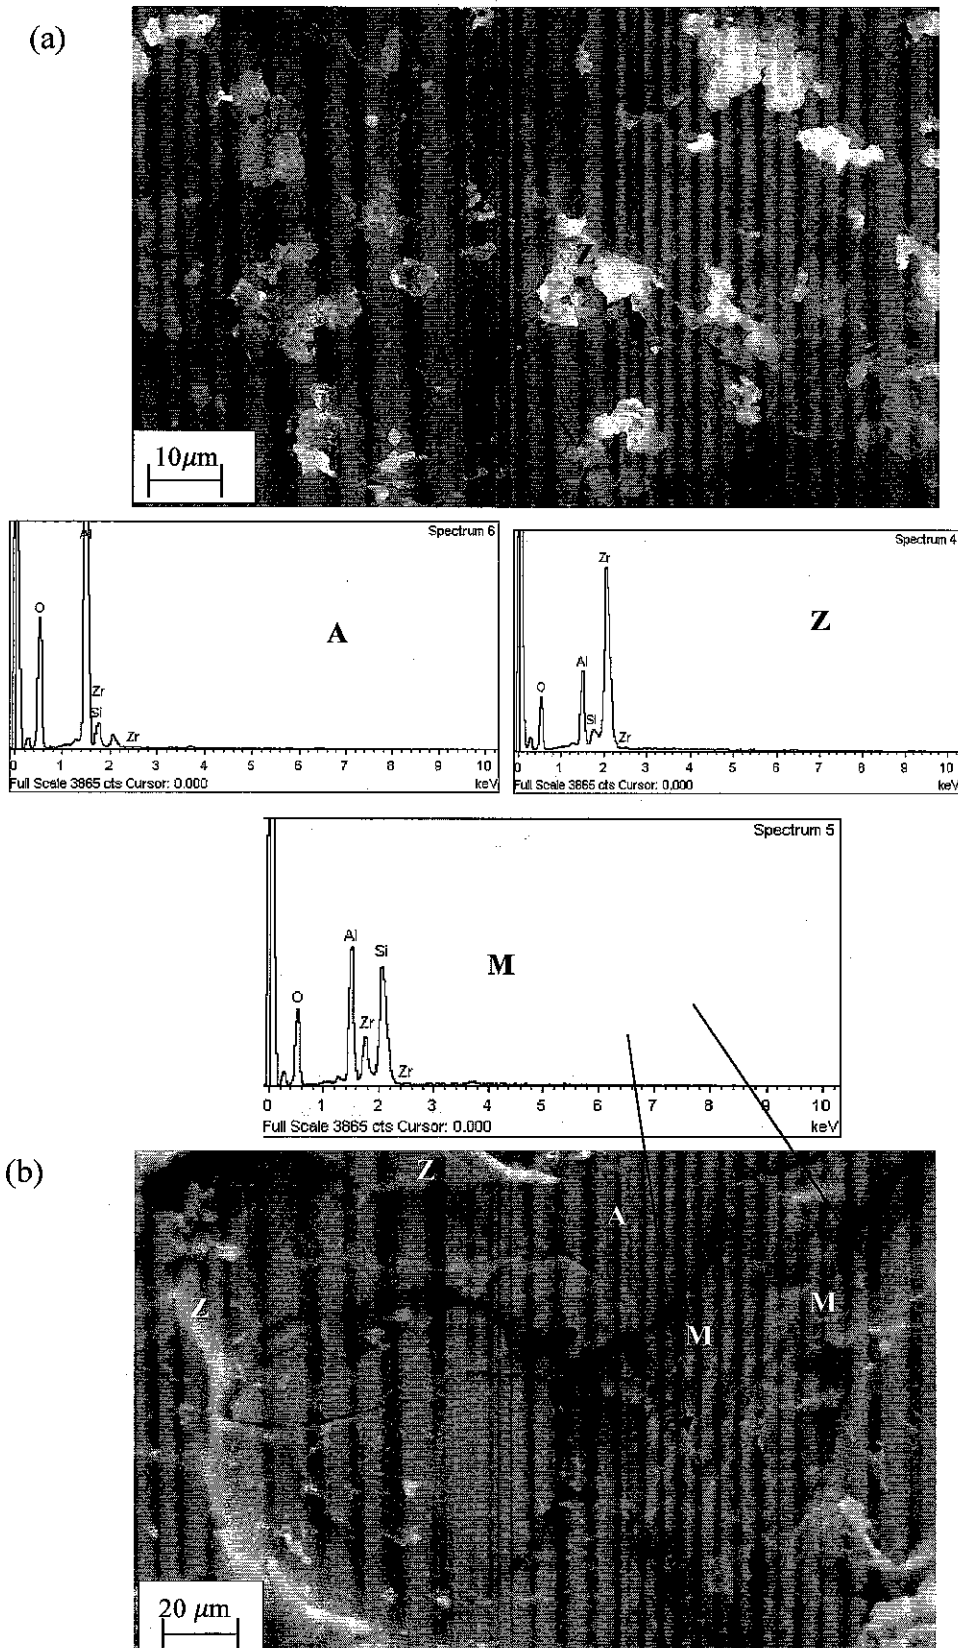 (a)
Z
10μm
Spectrum 6
Al
O
A
Zr
Si
Zr
0 1 2 3 4 5 6 7 8 9 10
Full Scale 3865 cts Cursor: 0.000 keV
Spectrum 4
Zr
Z
Al
O
Si
Zr
0 1 2 3 4 5 6 7 8 9 10
Full Scale 3865 cts Cursor: 0.000 keV
Spectrum 5
Al
Si
M
O
Zr
Zr
0 1 2 3 4 5 6 7 8 9 10
Full Scale 3865 cts Cursor: 0.000 keV
(b)
Z
A
Z
M
M
20 μm